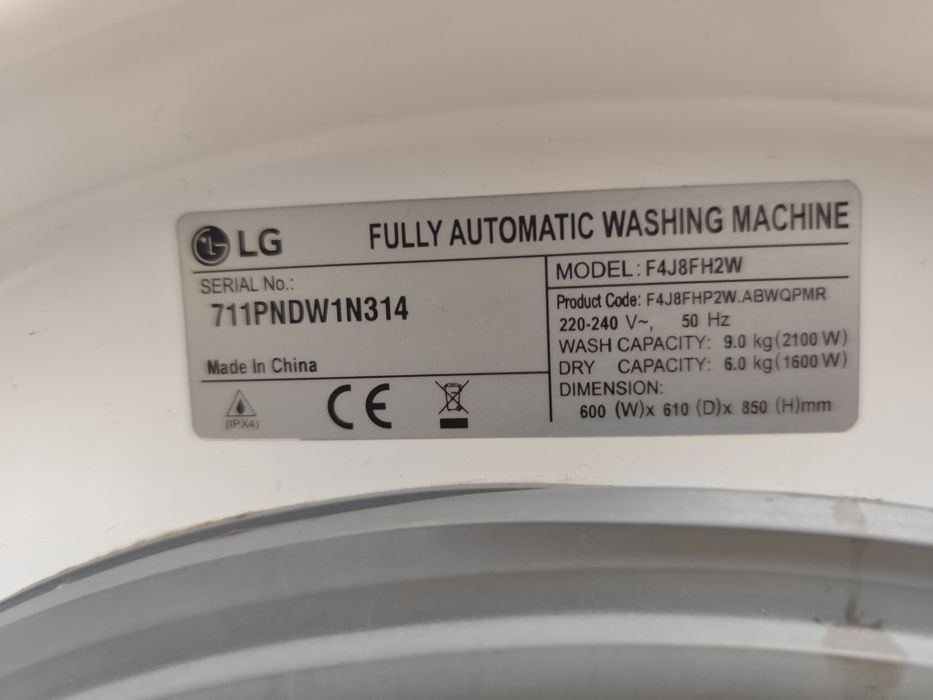 LG FULLY AUTOMATIC WASHING MACHINE
SERIAL No.:
711PNDW1N314
Made In China
(IPX4)
CE
MODEL: F4J8FH2W
Product Code: F4J8FHP2W.ABWQPMR
220-240 V~, 50 Hz
WASH CAPACITY: 9.0 kg(2100 W)
DRY CAPACITY: 6.0 kg(1600 W)
DIMENSION:
600 (W)x 610 (D)x 850 (H)mm